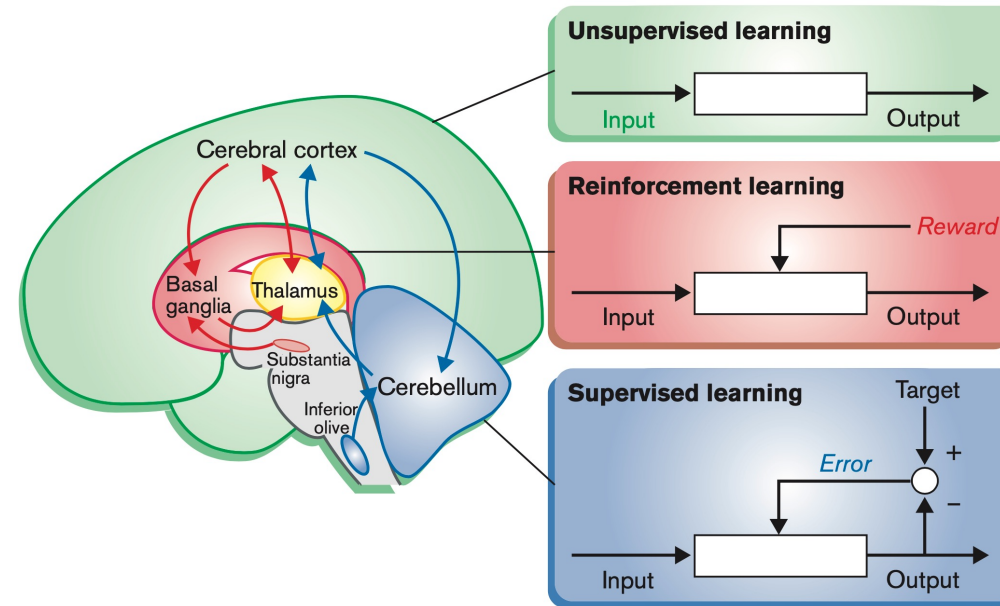 Cerebral cortex
Basal
ganglia
Thalamus
Substantia
nigra
Cerebellum
Inferior
olive
Unsupervised learning
Input
Output
Reinforcement learning
Reward
Input
Output
Supervised learning
Target
+
Error
−
Input
Output